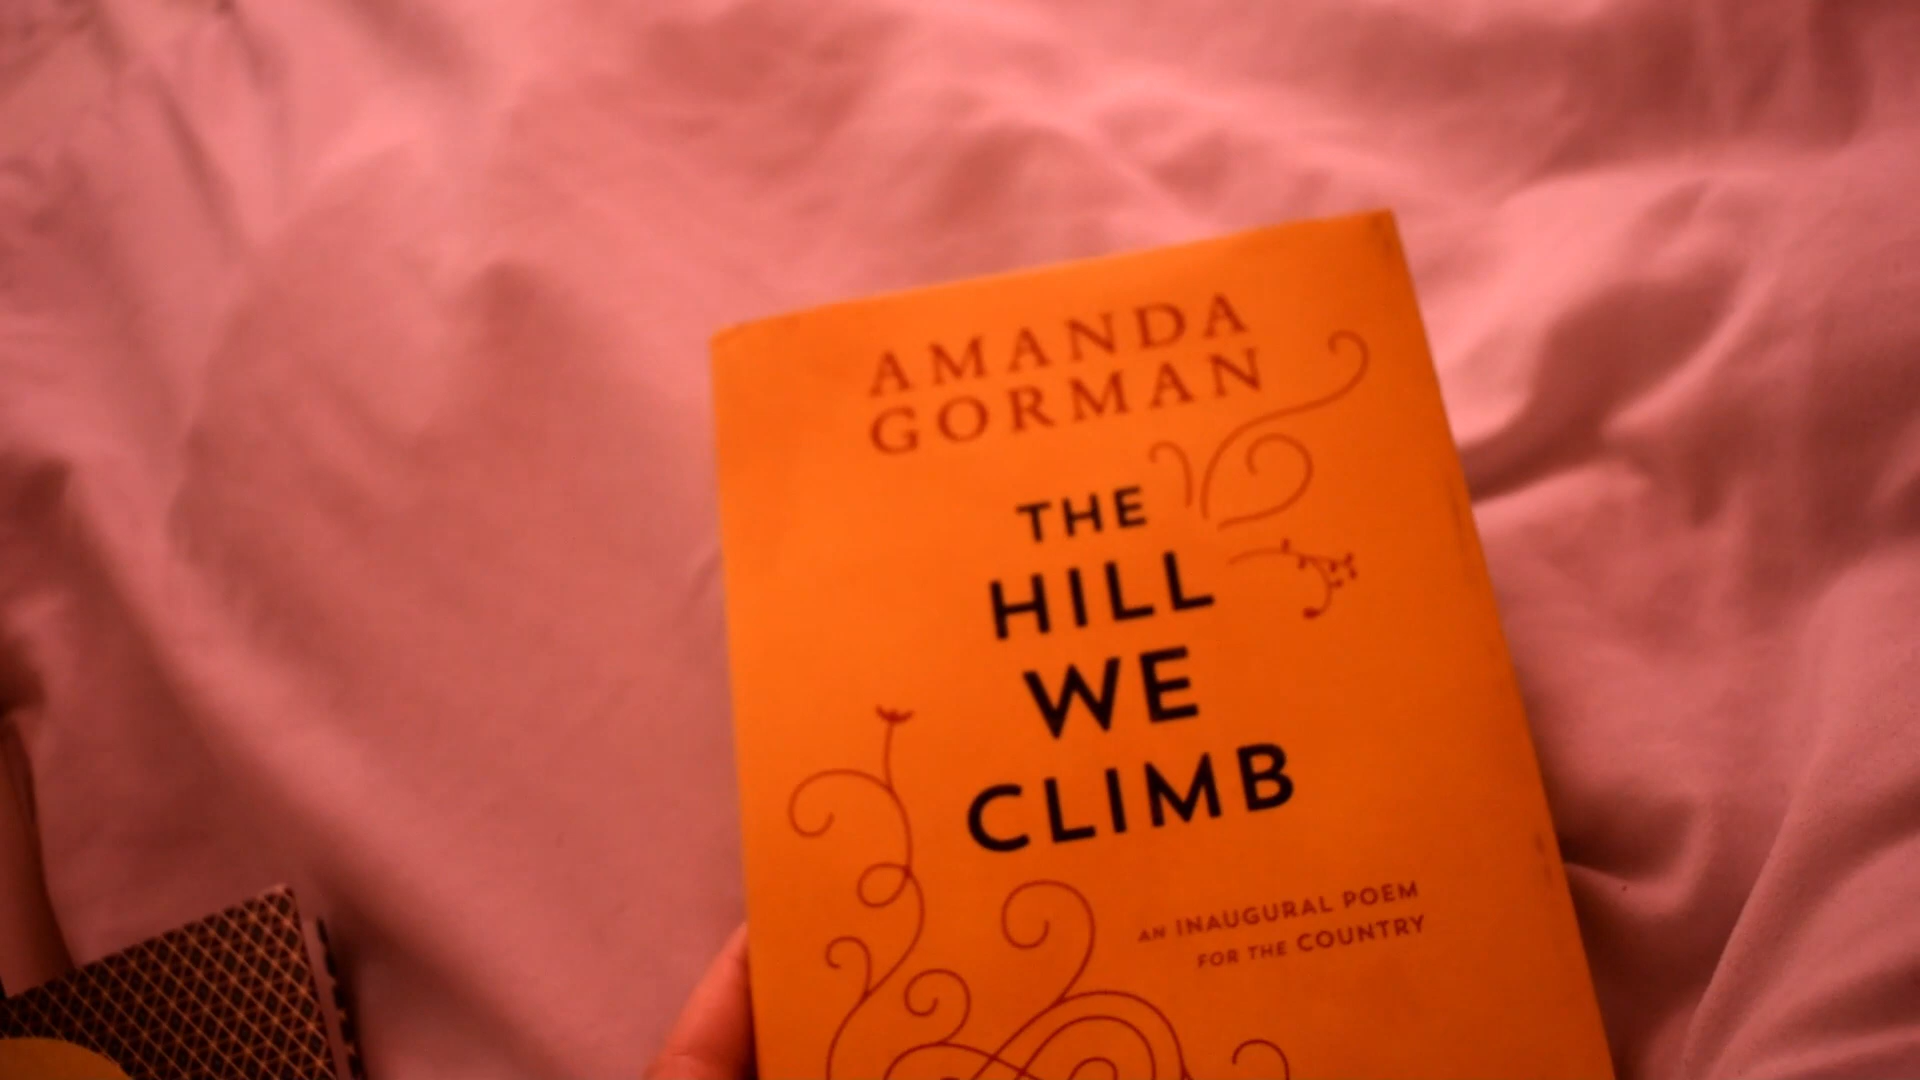 AMANDA
GORMAN
THE
HILL
WE
CLIMB
AN INAUGURAL POEM
FOR THE COUNTRY